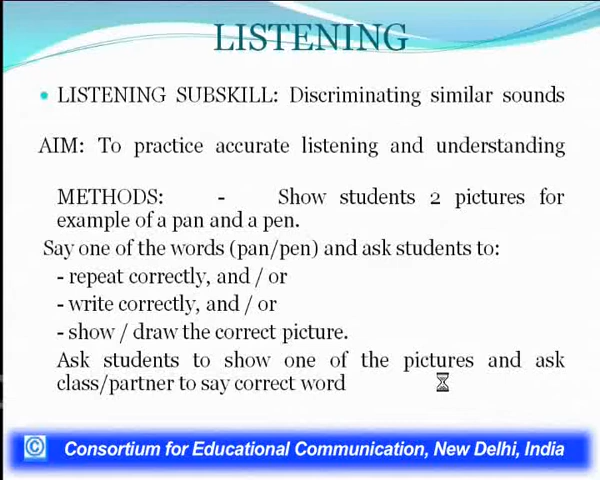 LISTENING
• LISTENING SUBSKILL: Discriminating similar sounds
AIM: To practice accurate listening and understanding
METHODS: - Show students 2 pictures for
example of a pan and a pen.
Say one of the words (pan/pen) and ask students to:
- repeat correctly, and / or
- write correctly, and / or
- show / draw the correct picture.
Ask students to show one of the pictures and ask
class/partner to say correct word
© Consortium for Educational Communication, New Delhi, India